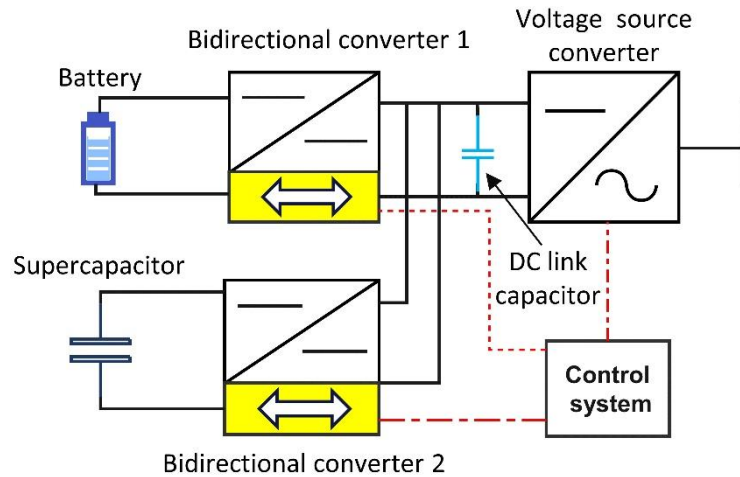 Voltage source
converter
Bidirectional converter 1
Battery
DC link
capacitor
Supercapacitor
Control
system
Bidirectional converter 2